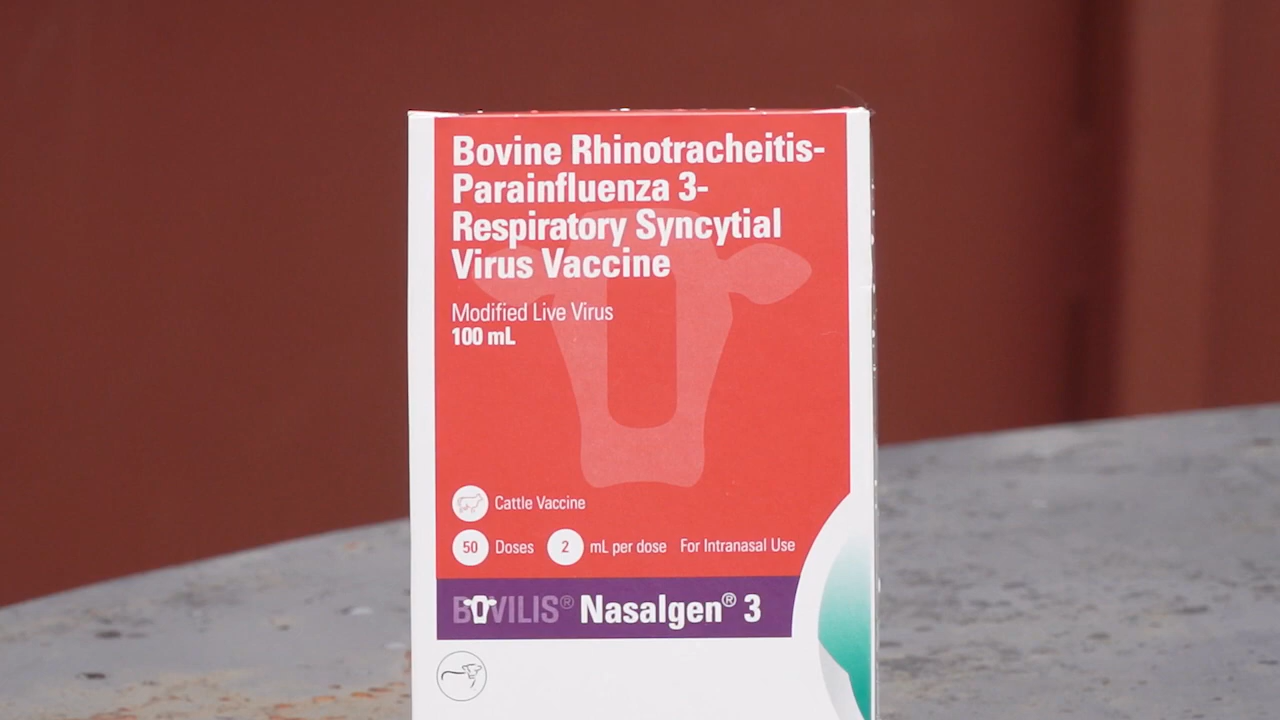 Bovine Rhinotracheitis-
Parainfluenza 3-
Respiratory Syncytial
Virus Vaccine
Modified Live Virus
100 mL
Cattle Vaccine
50 Doses 2 mL per dose For Intranasal Use
BOVILIS® Nasalgen® 3